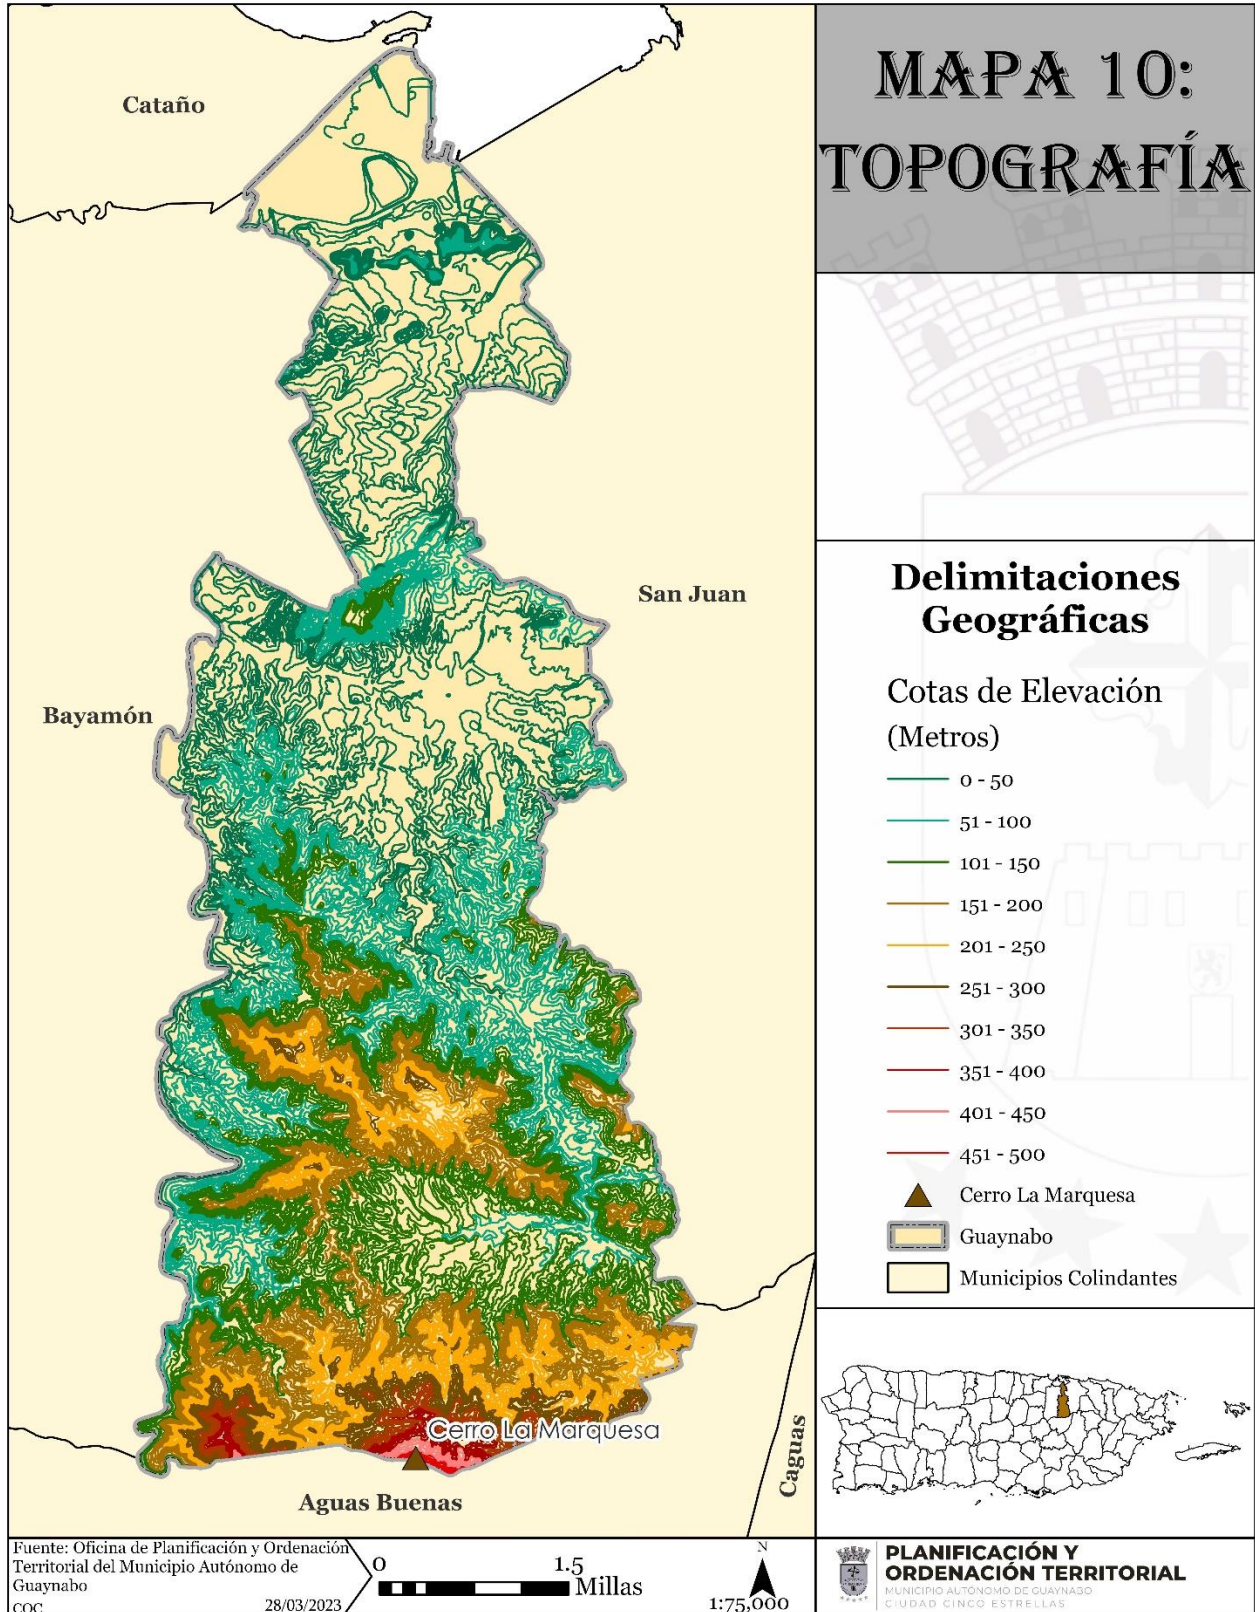 MAPA 10:
TOPOGRAFÍA
Cataño
San Juan
Bayamón
Cerro La Marquesa
Aguas Buenas
Caguas
Delimitaciones
Geográficas
Cotas de Elevación
(Metros)
0 - 50
51 - 100
101 - 150
151 - 200
201 - 250
251 - 300
301 - 350
351 - 400
401 - 450
451 - 500
Cerro La Marquesa
Guaynabo
Municipios Colindantes
Fuente: Oficina de Planificación y Ordenación
Territorial del Municipio Autónomo de
Guaynabo
COC 28/03/2023
0 1.5
Millas
N
1:75,000
PLANIFICACIÓN Y
ORDENACIÓN TERRITORIAL
MUNICIPIO AUTÓNOMO DE GUAYNABO
CIUDAD CINCO ESTRELLAS